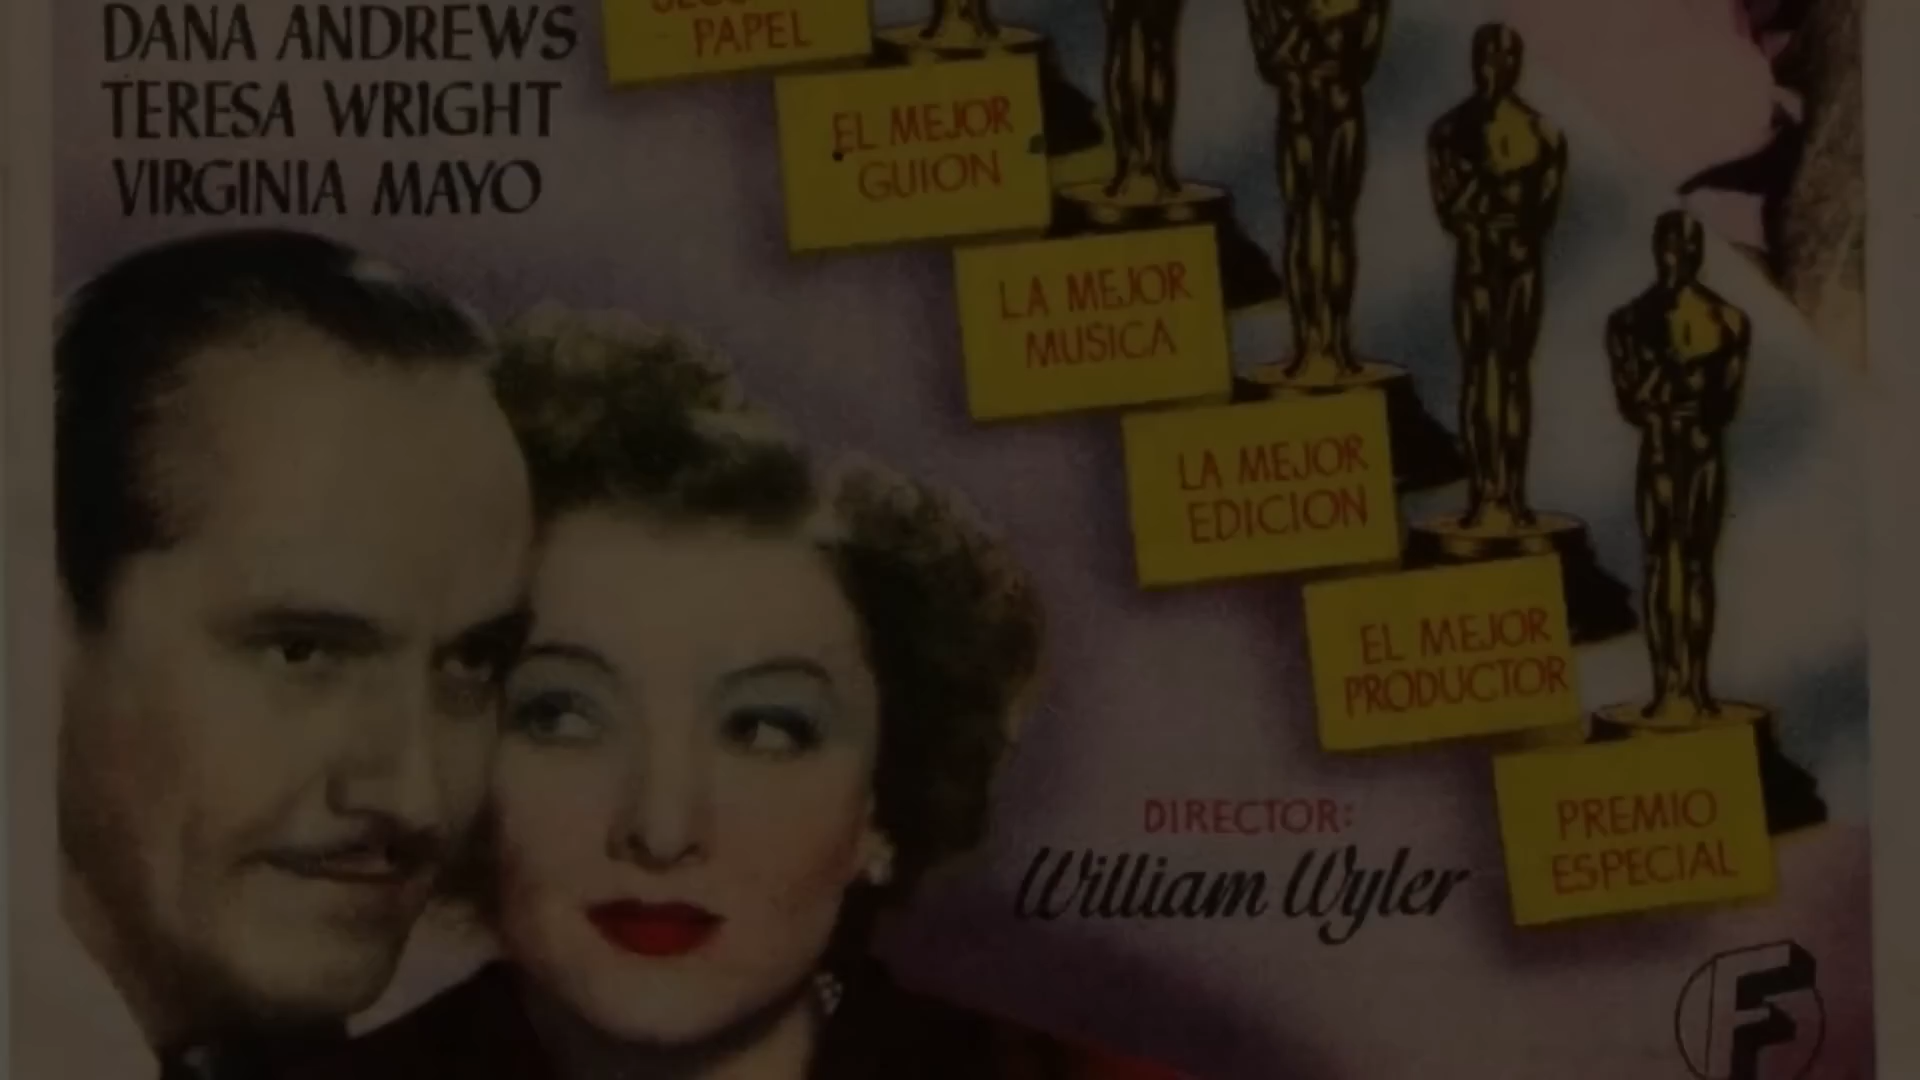 DANA ANDREWS
TERESA WRIGHT
VIRGINIA MAYO
PAPEL
EL MEJOR
GUION
LA MEJOR
MUSICA
LA MEJOR
EDICION
EL MEJOR
PRODUCTOR
PREMIO
ESPECIAL
DIRECTOR:
William Wyler
F